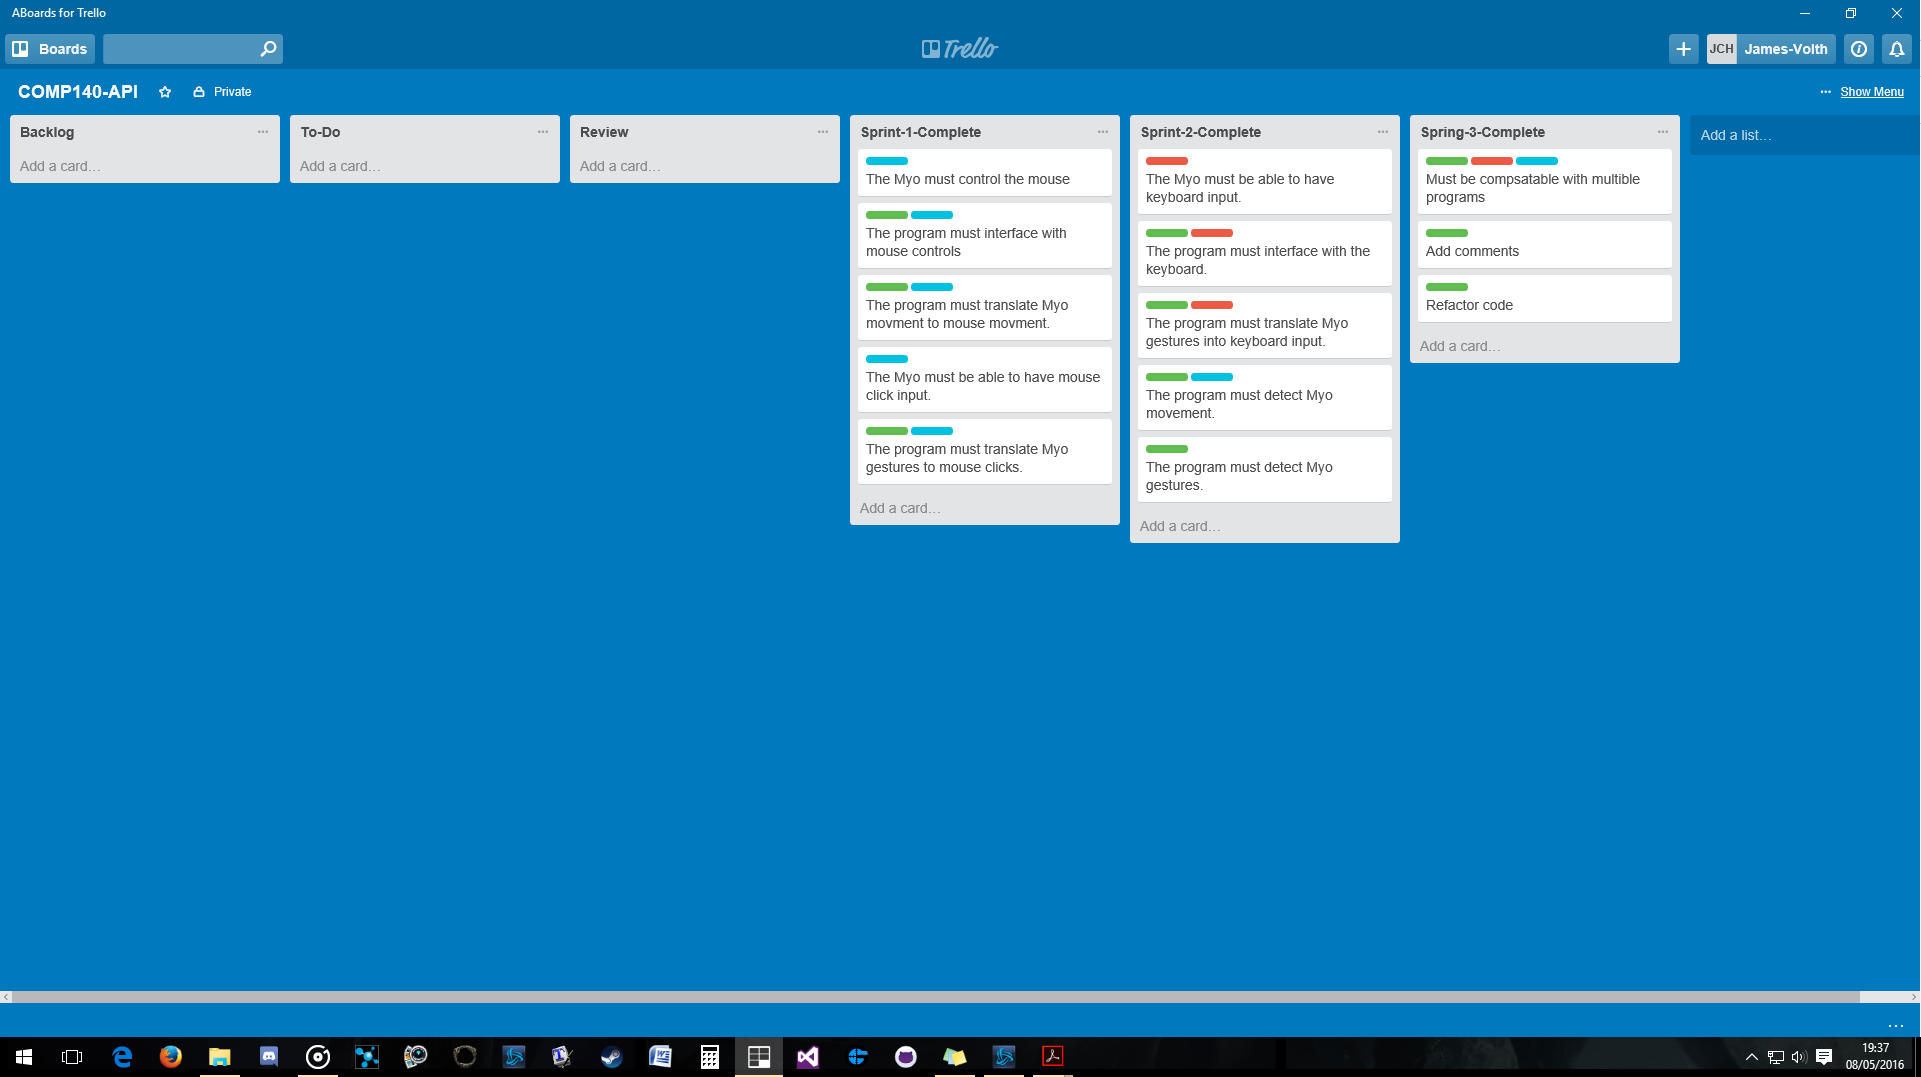 ABoards for Trello
Boards
Trello
JCH James-Volth
COMP140-API
Private
Show Menu
Backlog
Add a card…
To-Do
Add a card…
Review
Add a card…
Sprint-1-Complete
The Myo must control the mouse
The program must interface with
mouse controls
The program must translate Myo
movment to mouse movment.
The Myo must be able to have mouse
click input.
The program must translate Myo
gestures to mouse clicks.
Add a card…
Sprint-2-Complete
The Myo must be able to have
keyboard input.
The program must interface with the
keyboard.
The program must translate Myo
gestures into keyboard input.
The program must detect Myo
movement.
The program must detect Myo
gestures.
Add a card…
Spring-3-Complete
Must be compsatable with multiple
programs
Add comments
Refactor code
Add a card…
Add a list…
19:37
08/05/2016